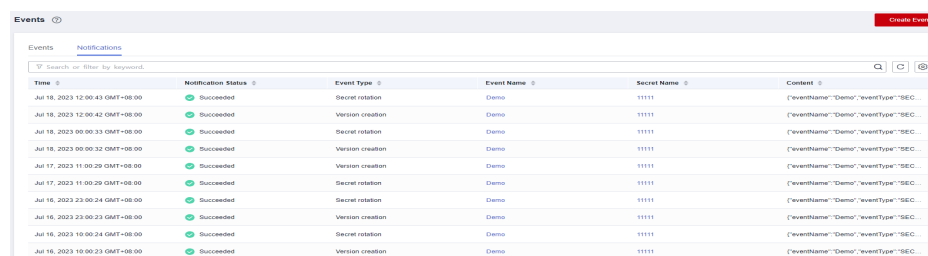 Events
Create Even
Events Notifications
Search or filter by keyword.
Time Notification Status Event Type Event Name Secret Name Content
Jul 18, 2023 12:00:43 GMT+08:00 Succeeded Secret rotation Demo 11111 {"eventName":"Demo","eventType":"SEC...
Jul 18, 2023 12:00:42 GMT+08:00 Succeeded Version creation Demo 11111 {"eventName":"Demo","eventType":"SEC...
Jul 18, 2023 00:00:33 GMT+08:00 Succeeded Secret rotation Demo 11111 {"eventName":"Demo","eventType":"SEC...
Jul 18, 2023 00:00:32 GMT+08:00 Succeeded Version creation Demo 11111 {"eventName":"Demo","eventType":"SEC...
Jul 17, 2023 11:00:29 GMT+08:00 Succeeded Version creation Demo 11111 {"eventName":"Demo","eventType":"SEC...
Jul 17, 2023 11:00:29 GMT+08:00 Succeeded Secret rotation Demo 11111 {"eventName":"Demo","eventType":"SEC...
Jul 16, 2023 23:00:24 GMT+08:00 Succeeded Secret rotation Demo 11111 {"eventName":"Demo","eventType":"SEC...
Jul 16, 2023 23:00:23 GMT+08:00 Succeeded Version creation Demo 11111 {"eventName":"Demo","eventType":"SEC...
Jul 16, 2023 10:00:24 GMT+08:00 Succeeded Secret rotation Demo 11111 {"eventName":"Demo","eventType":"SEC...
Jul 16, 2023 10:00:23 GMT+08:00 Succeeded Version creation Demo 11111 {"eventName":"Demo","eventType":"SEC...